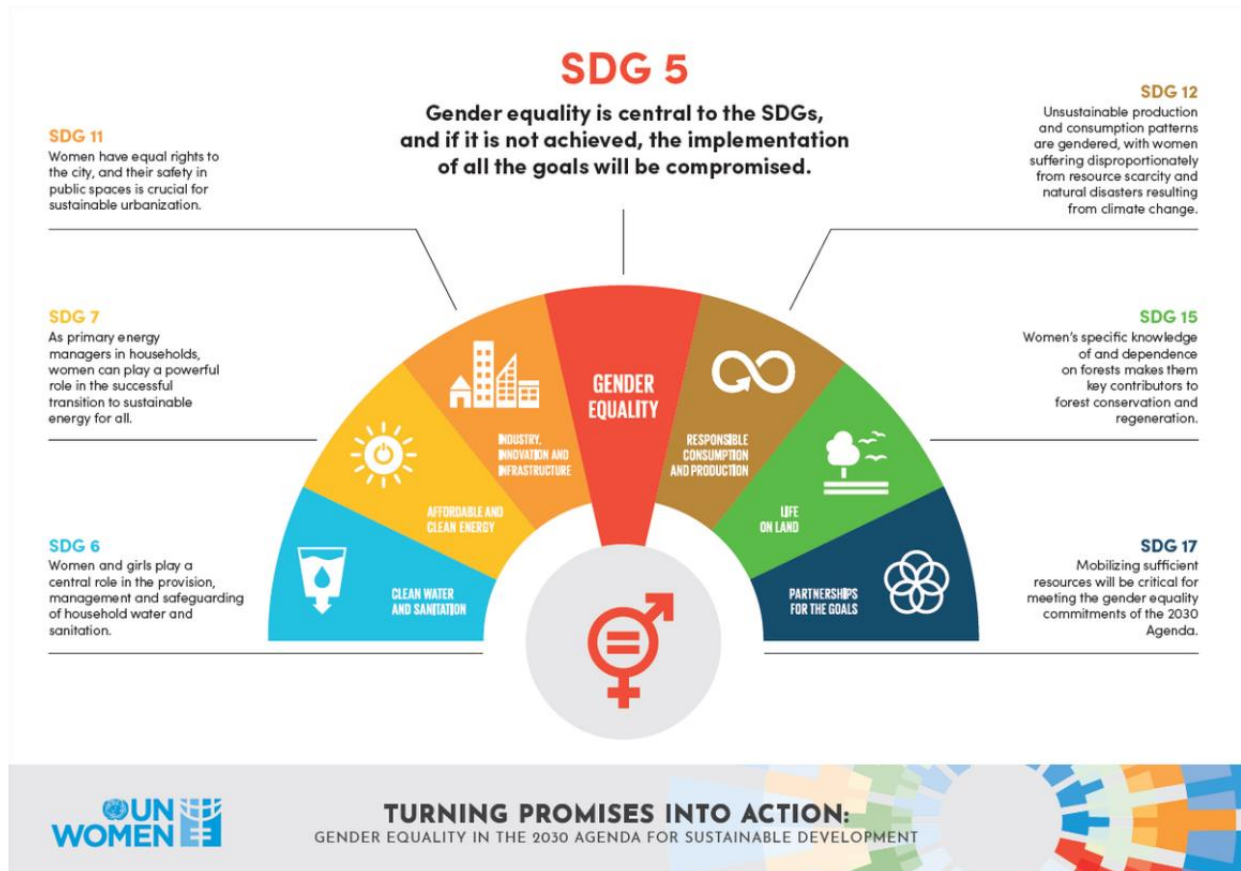 SDG 5
Gender equality is central to the SDGs,
and if it is not achieved, the implementation
of all the goals will be compromised.
SDG 11
Women have equal rights to
the city, and their safety in
public spaces is crucial for
sustainable urbanization.
SDG 7
As primary energy
managers in households,
women can play a powerful
role in the successful
transition to sustainable
energy for all.
SDG 6
Women and girls play a
central role in the provision,
management and safeguarding
of household water and
sanitation.
SDG 12
Unsustainable production
and consumption patterns
are gendered, with women
suffering disproportionately
from resource scarcity and
natural disasters resulting
from climate change.
SDG 15
Women's specific knowledge
of and dependence
on forests makes them
key contributors to
forest conservation and
regeneration.
SDG 17
Mobilizing sufficient
resources will be critical for
meeting the gender equality
commitments of the 2030
Agenda.
CLEAN WATER
AND SANITATION
AFFORDABLE AND
CLEAN ENERGY
INDUSTRY,
INNOVATION AND
INFRASTRUCTURE
GENDER
EQUALITY
RESPONSIBLE
CONSUMPTION
AND PRODUCTION
LIFE
ON LAND
PARTNERSHIPS
FOR THE GOALS
UN
WOMEN
TURNING PROMISES INTO ACTION:
GENDER EQUALITY IN THE 2030 AGENDA FOR SUSTAINABLE DEVELOPMENT